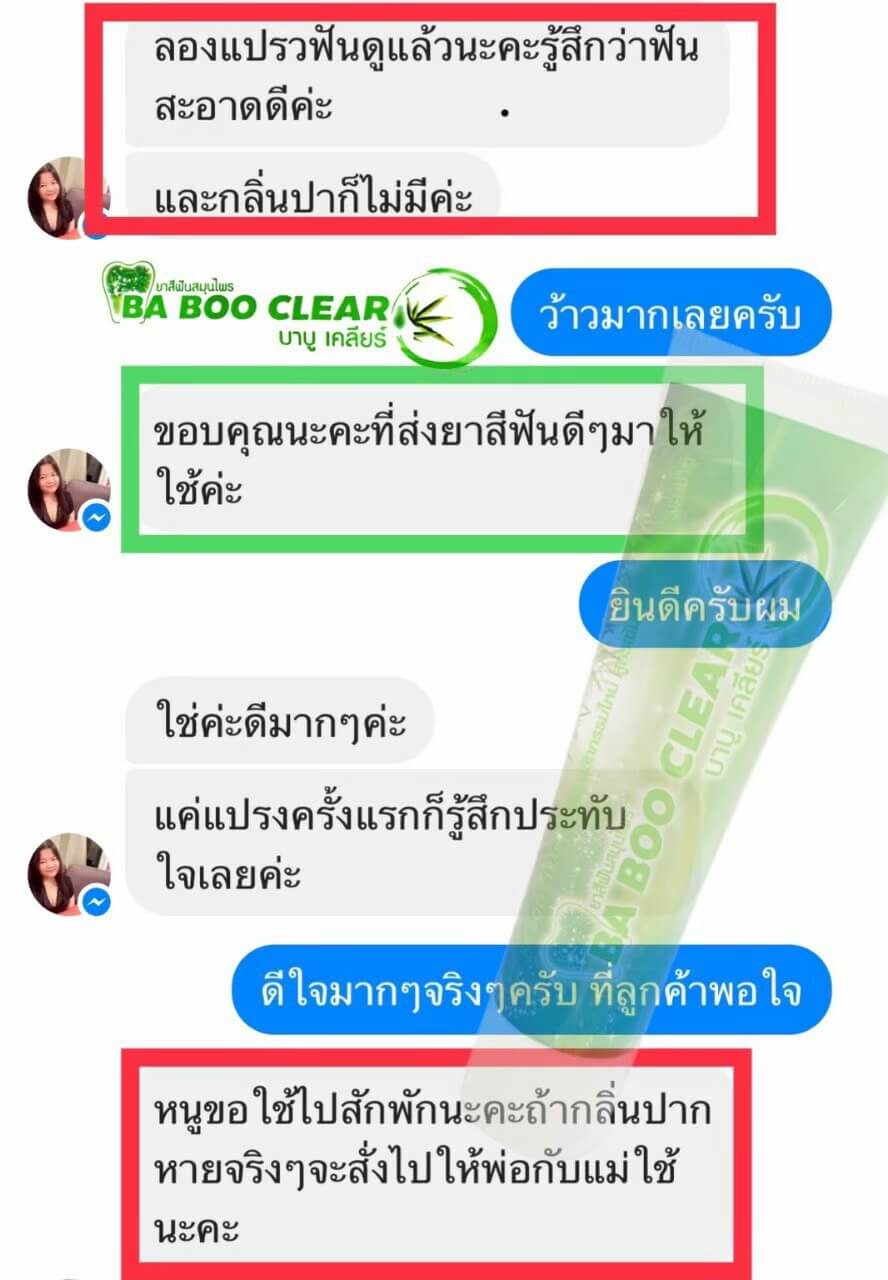 ลองแปรวฟันดูแล้วนะคะรู้สึกว่าฟัน
สะอาดดีค่ะ
และกลิ่นปาก็ไม่มีค่ะ
ยาสีฟันสมุนไพร
BA BOO CLEAR
บาบู เคลียร์
ว้าวมากเลยครับ
ขอบคุณนะคะที่ส่งยาสีฟันดีๆมาให้
ใช้ค่ะ
ยินดีครับผม
ใช่ค่ะดีมากๆค่ะ
แค่แปรงครั้งแรกก็รู้สึกประทับ
ใจเลยค่ะ
ยาสีฟันสมุนไพร
BA BOO CLEAR
บาบู เคลียร์
ดีใจมากๆจริงๆครับ ที่ลูกค้าพอใจ
หนูขอใช้ไปสักพักนะคะถ้ากลิ่นปาก
หายจริงๆจะสั่งไปให้พ่อกับแม่ใช้
นะคะ